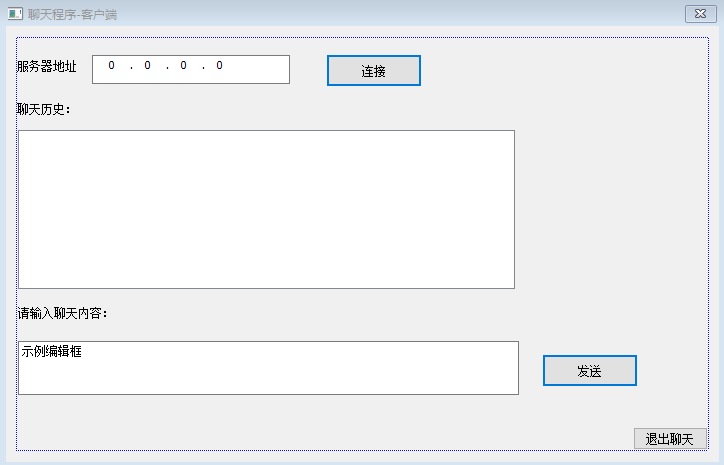 聊天程序-客户端
服务器地址 0 . 0 . 0 . 0 连接
聊天历史:
请输入聊天内容:
示例编辑框
发送
退出聊天